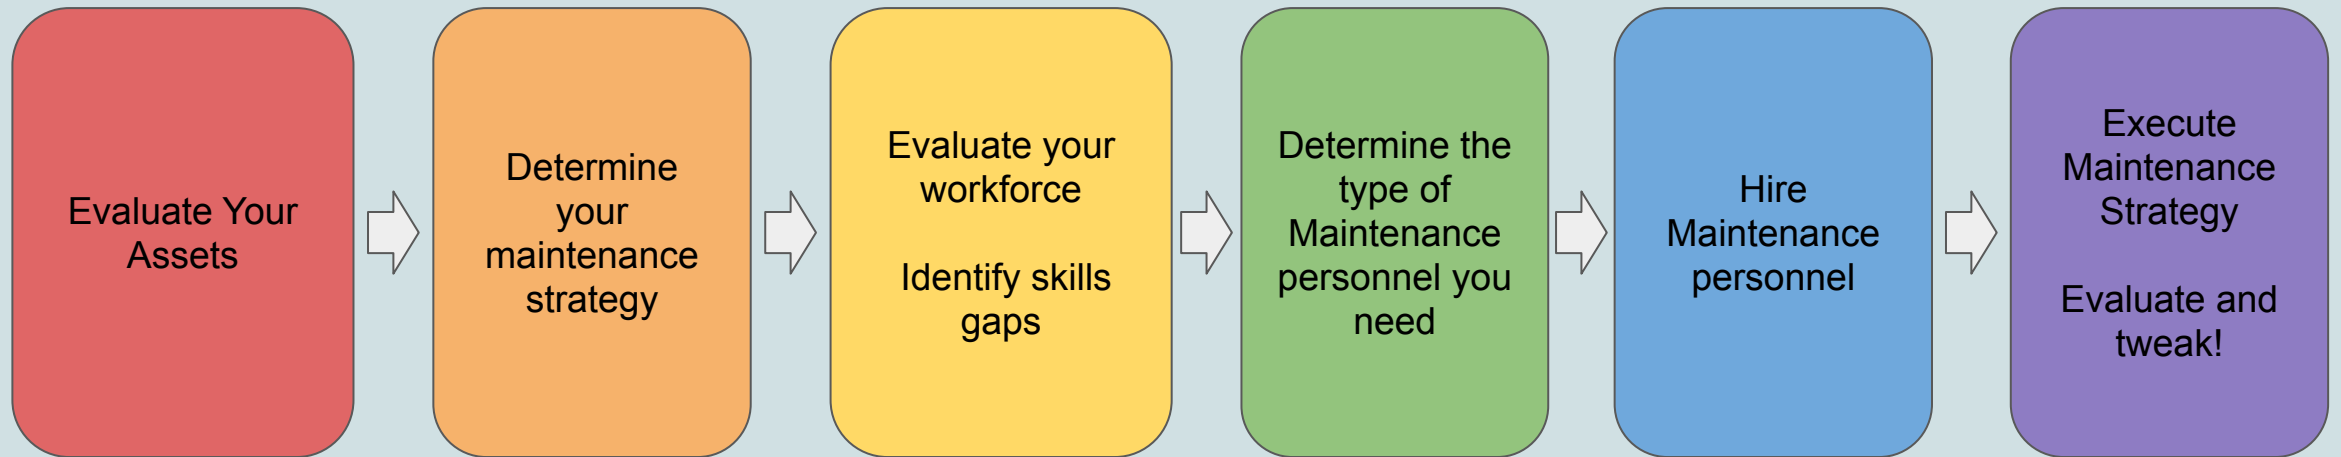 Evaluate Your
Assets
Determine
your
maintenance
strategy
Evaluate your
workforce
Identify skills
gaps
Determine the
type of
Maintenance
personnel you
need
Hire
Maintenance
personnel
Execute
Maintenance
Strategy
Evaluate and
tweak!